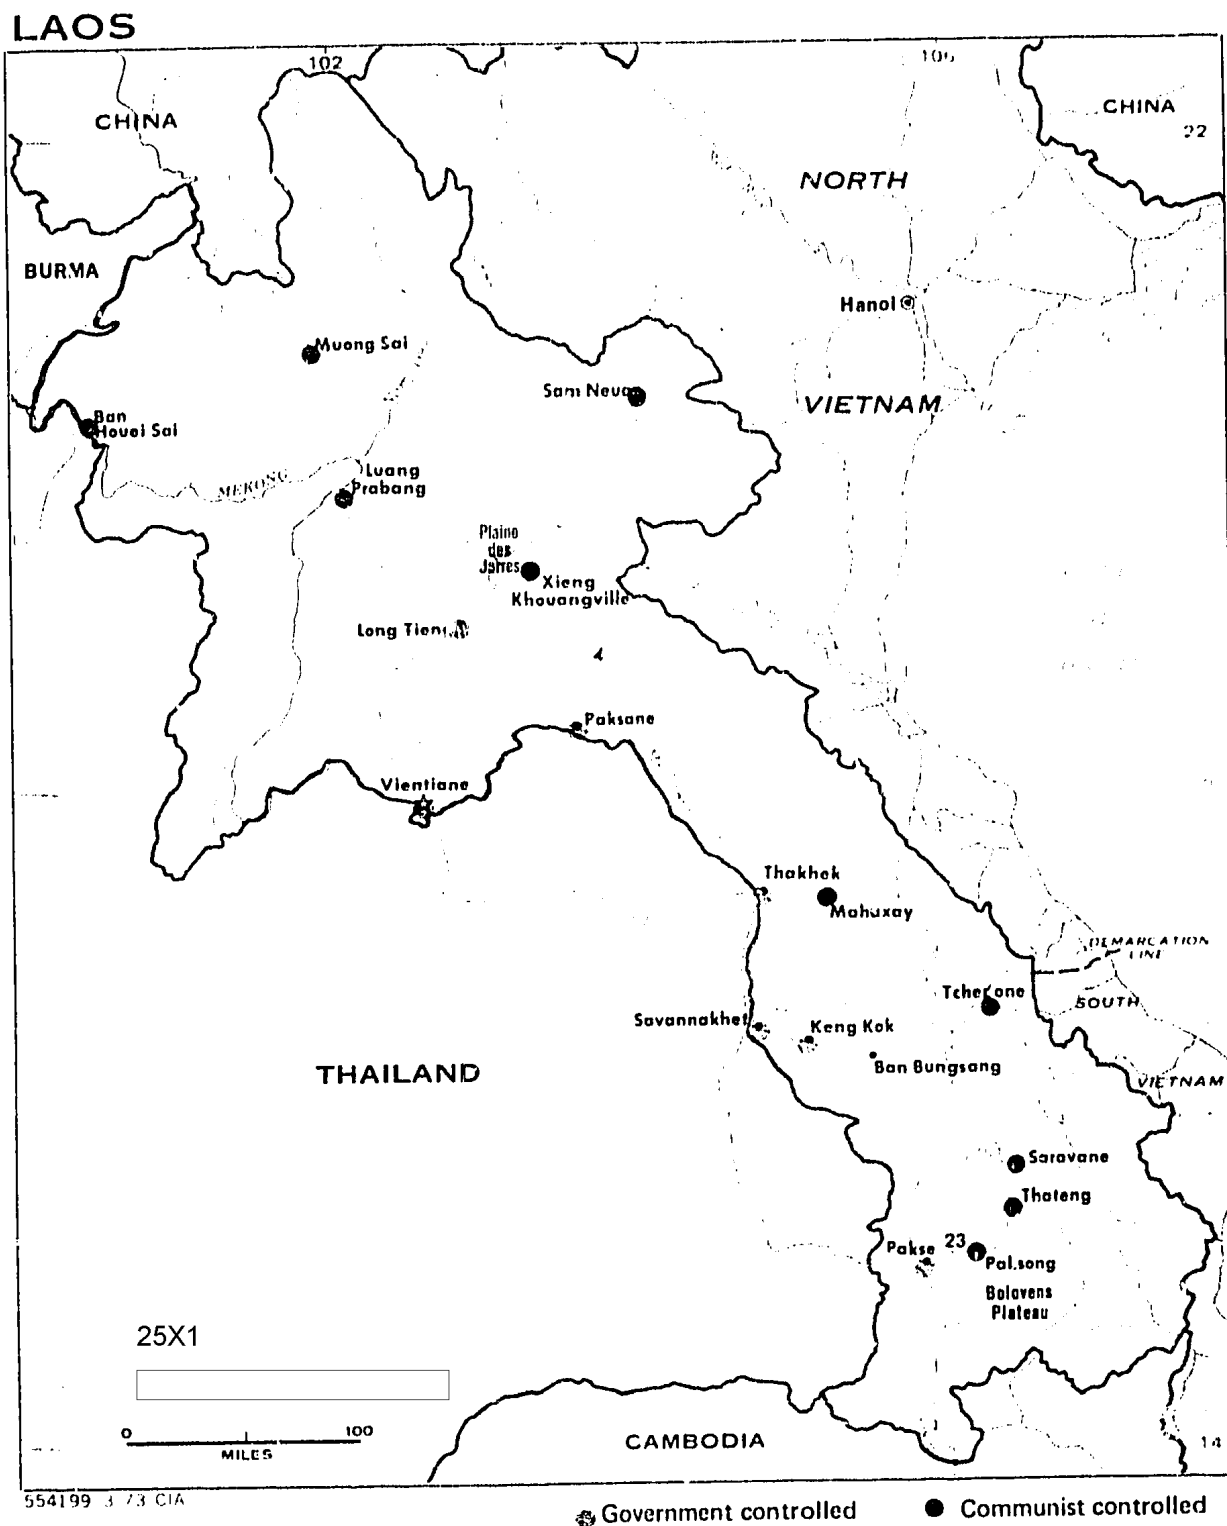 LAOS
102
106
CHINA
CHINA
22
NORTH
BURMA
Hanoi
Muong Sai
Sam Neua
VIETNAM
Ban
Houei Sai
MEKONG
Luang
Prabang
Plaine
des
Jarres
Xieng
Khouangville
Long Tieng
Paksane
Vientiane
Thakhek
Mahaxay
DEMARCATION
LINE
Tchepone
SOUTH
Savannakhet
Keng Kok
Ban Bungsang
THAILAND
VIETNAM
Saravane
Thateng
Pakse
23
Paksong
Bolovens
Plateau
25X1
0
100
MILES
CAMBODIA
14
554199 3 73 CIA
Government controlled
Communist controlled